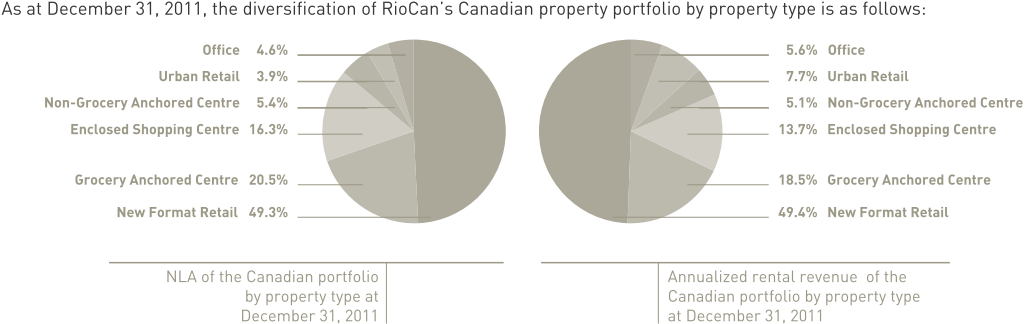 As at December 31, 2011, the diversification of RioCan's Canadian property portfolio by property type is as follows:
Office 4.6%
Urban Retail 3.9%
Non-Grocery Anchored Centre 5.4%
Enclosed Shopping Centre 16.3%
Grocery Anchored Centre 20.5%
New Format Retail 49.3%
NLA of the Canadian portfolio
by property type at
December 31, 2011
5.6% Office
7.7% Urban Retail
5.1% Non-Grocery Anchored Centre
13.7% Enclosed Shopping Centre
18.5% Grocery Anchored Centre
49.4% New Format Retail
Annualized rental revenue of the
Canadian portfolio by property type
at December 31, 2011